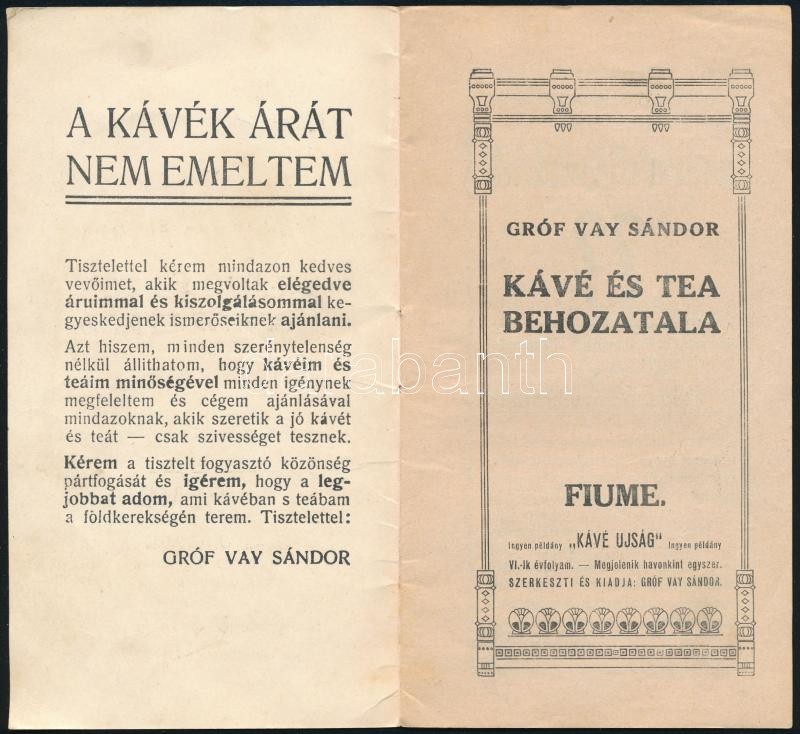 A KÁVÉK ÁRÁT
NEM EMELTEM
Tisztelettel kérem mindazon kedves
vevőimet, akik megvoltak elégedve
áruimmal és kiszolgálásommal ke-
gyeskedjenek ismerőseiknek ajánlani.
Azt hiszem, minden szerénytelenség
nélkül állithatom, hogy kávéim és
teáim minőségével minden igénynek
megfeleltem és cégem ajánlásával
mindazoknak, akik szeretik a jó kávét
és teát — csak szivességet tesznek.
Kérem a tisztelt fogyasztó közönség
pártfogását és igérem, hogy a leg-
jobbat adom, ami kávéban s teában
a földkerekségén terem. Tisztelettel:
GRÓF VAY SÁNDOR
GRÓF VAY SÁNDOR
KÁVÉ ÉS TEA
BEHOZATALA
FIUME.
Ingyen példány „KÁVÉ UJSÁG“ Ingyen példány
VI.-ik évfolyam. — Megjelenik havonkint egyszer.
SZERKESZTI ÉS KIADJA: GRÓF VAY SÁNDOR.
darabanth